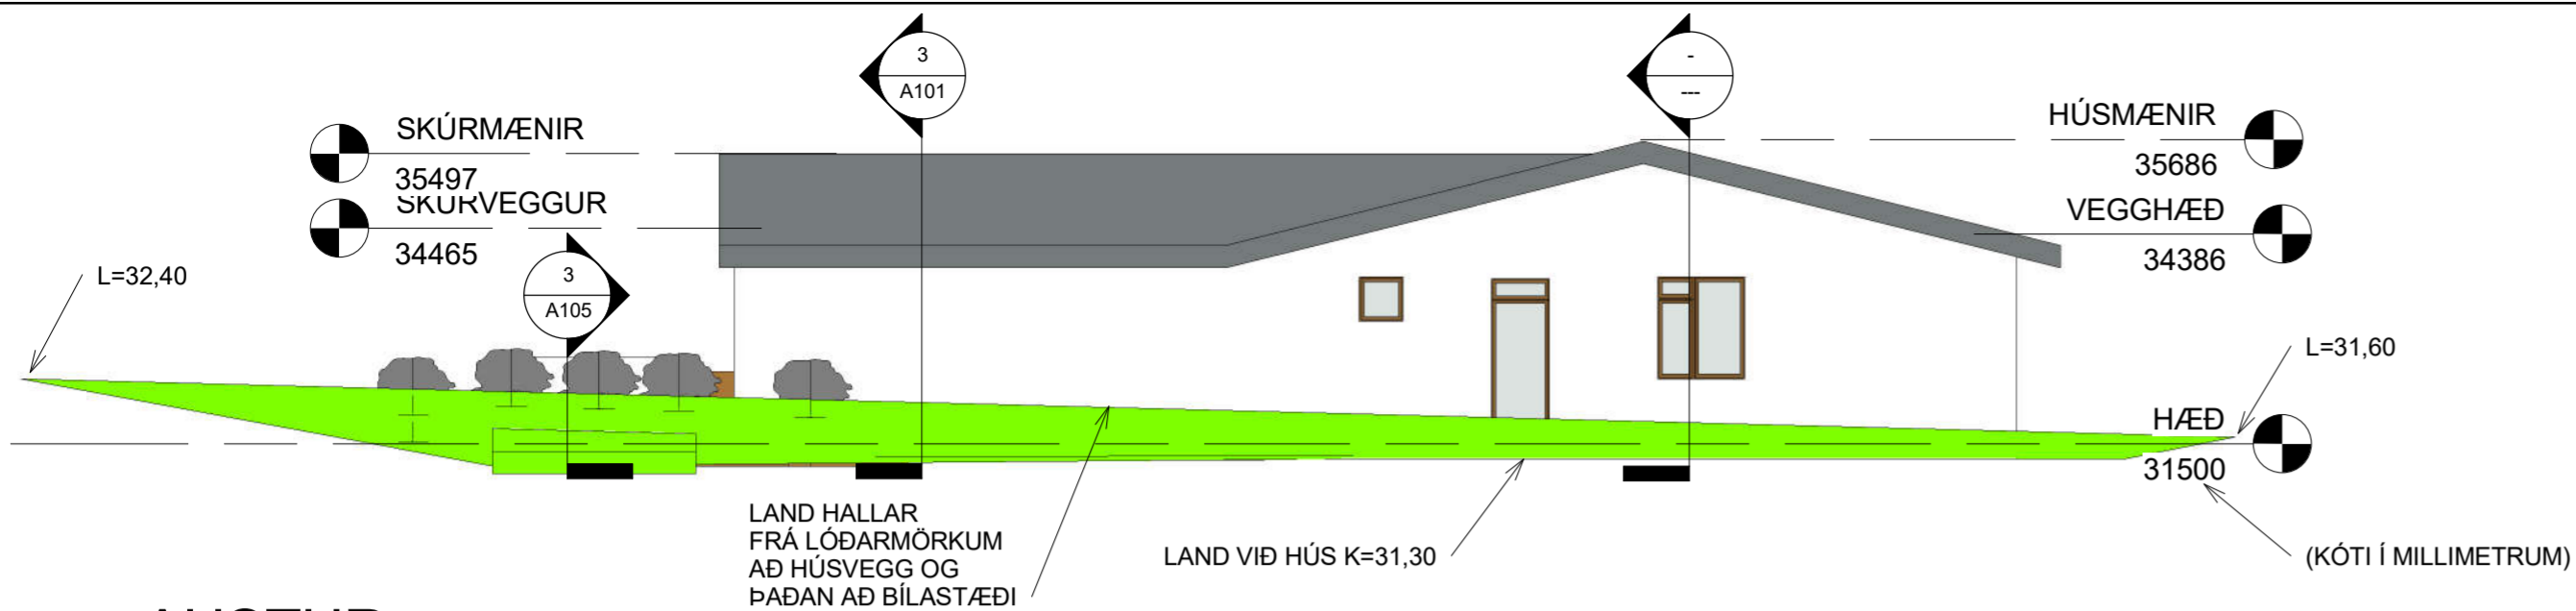 3
A101
-
---
SKÚRMÆNIR
35497
SKÚRVEGGUR
34465
HÚSMÆNIR
35686
VEGGHÆÐ
34386
L=32,40
3
A105
L=31,60
HÆÐ
31500
LAND HALLAR
FRÁ LÓÐARMÖRKUM
AÐ HÚSVEGG OG
ÞAÐAN AÐ BÍLASTÆÐI
LAND VIÐ HÚS K=31,30
(KÓTI Í MILLIMETRUM)